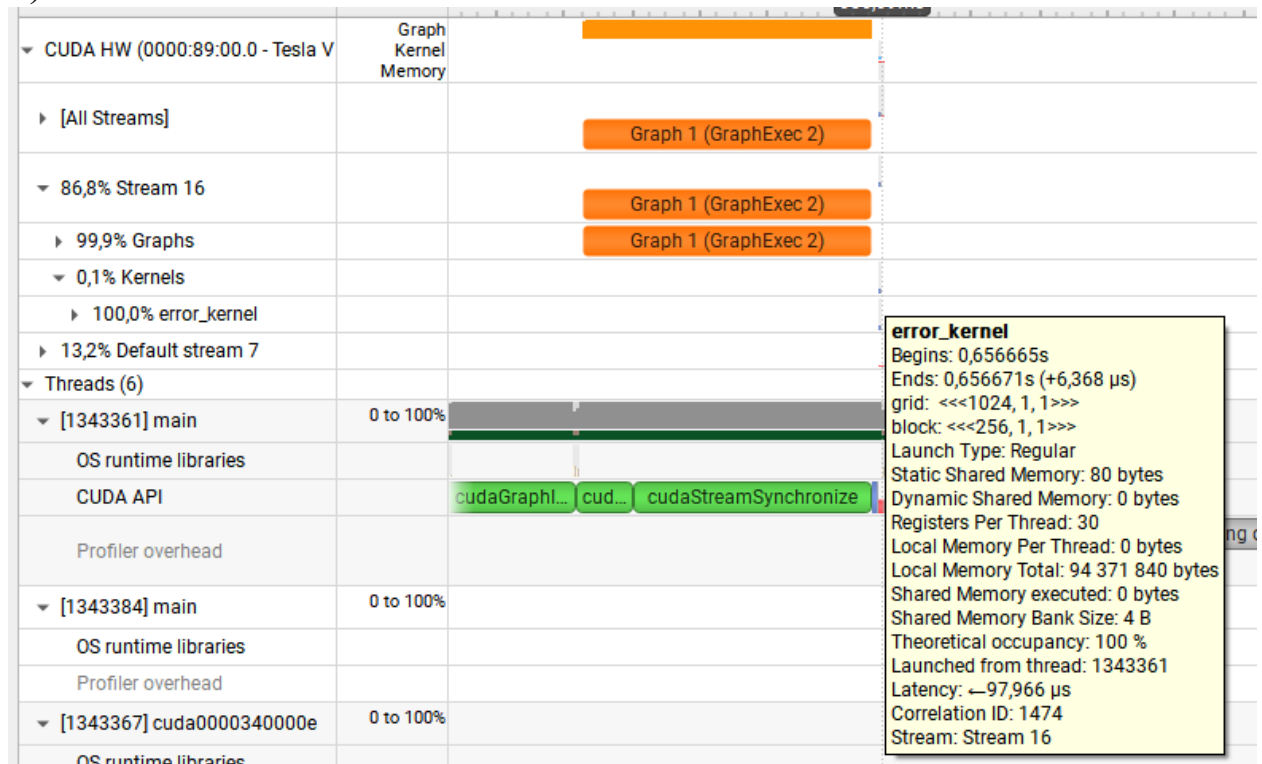 CUDA HW (0000:89:00.0 - Tesla V
Graph
Kernel
Memory
[All Streams]
Graph 1 (GraphExec 2)
86,8% Stream 16
Graph 1 (GraphExec 2)
99,9% Graphs
Graph 1 (GraphExec 2)
0,1% Kernels
100,0% error_kernel
13,2% Default stream 7
Threads (6)
[1343361] main
0 to 100%
OS runtime libraries
CUDA API
cudaGraphI... cud... cudaStreamSynchronize
Profiler overhead
ng
[1343384] main
0 to 100%
OS runtime libraries
Profiler overhead
[1343367] cuda0000340000e
0 to 100%
OS runtime libraries
error_kernel
Begins: 0,656665s
Ends: 0,656671s (+6,368 μs)
grid: <<<1024, 1, 1>>>
block: <<<256, 1, 1>>>
Launch Type: Regular
Static Shared Memory: 80 bytes
Dynamic Shared Memory: 0 bytes
Registers Per Thread: 30
Local Memory Per Thread: 0 bytes
Local Memory Total: 94 371 840 bytes
Shared Memory executed: 0 bytes
Shared Memory Bank Size: 4 B
Theoretical occupancy: 100 %
Launched from thread: 1343361
Latency: ←97,966 μs
Correlation ID: 1474
Stream: Stream 16